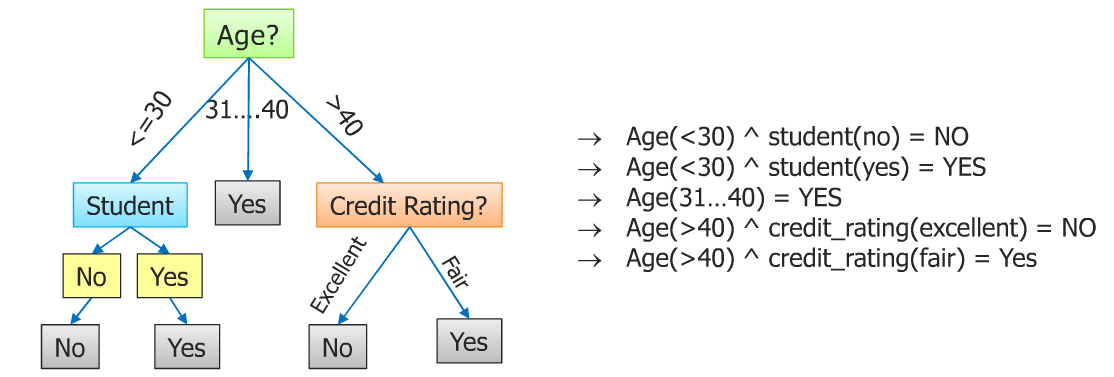 Age?
<=30
31....40
>40
Student
Yes
Credit Rating?
No
Yes
Excellent
Fair
No
Yes
No
Yes
→ Age(<30) ^ student(no) = NO
→ Age(<30) ^ student(yes) = YES
→ Age(31...40) = YES
→ Age(>40) ^ credit_rating(excellent) = NO
→ Age(>40) ^ credit_rating(fair) = Yes